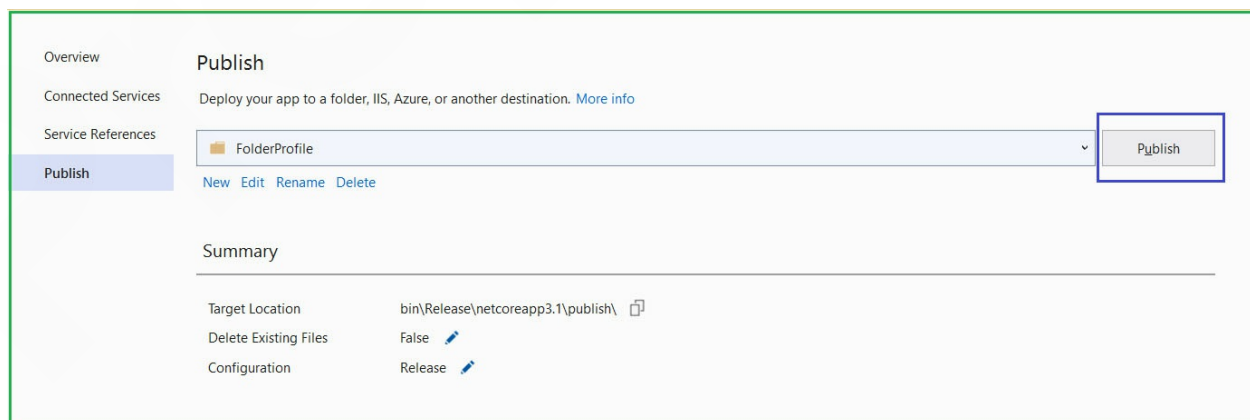 Overview
Connected Services
Service References
Publish
Publish
Deploy your app to a folder, IIS, Azure, or another destination. More info
FolderProfile
Publish
New Edit Rename Delete
Summary
Target Location bin\Release\netcoreapp3.1\publish\
Delete Existing Files False
Configuration Release